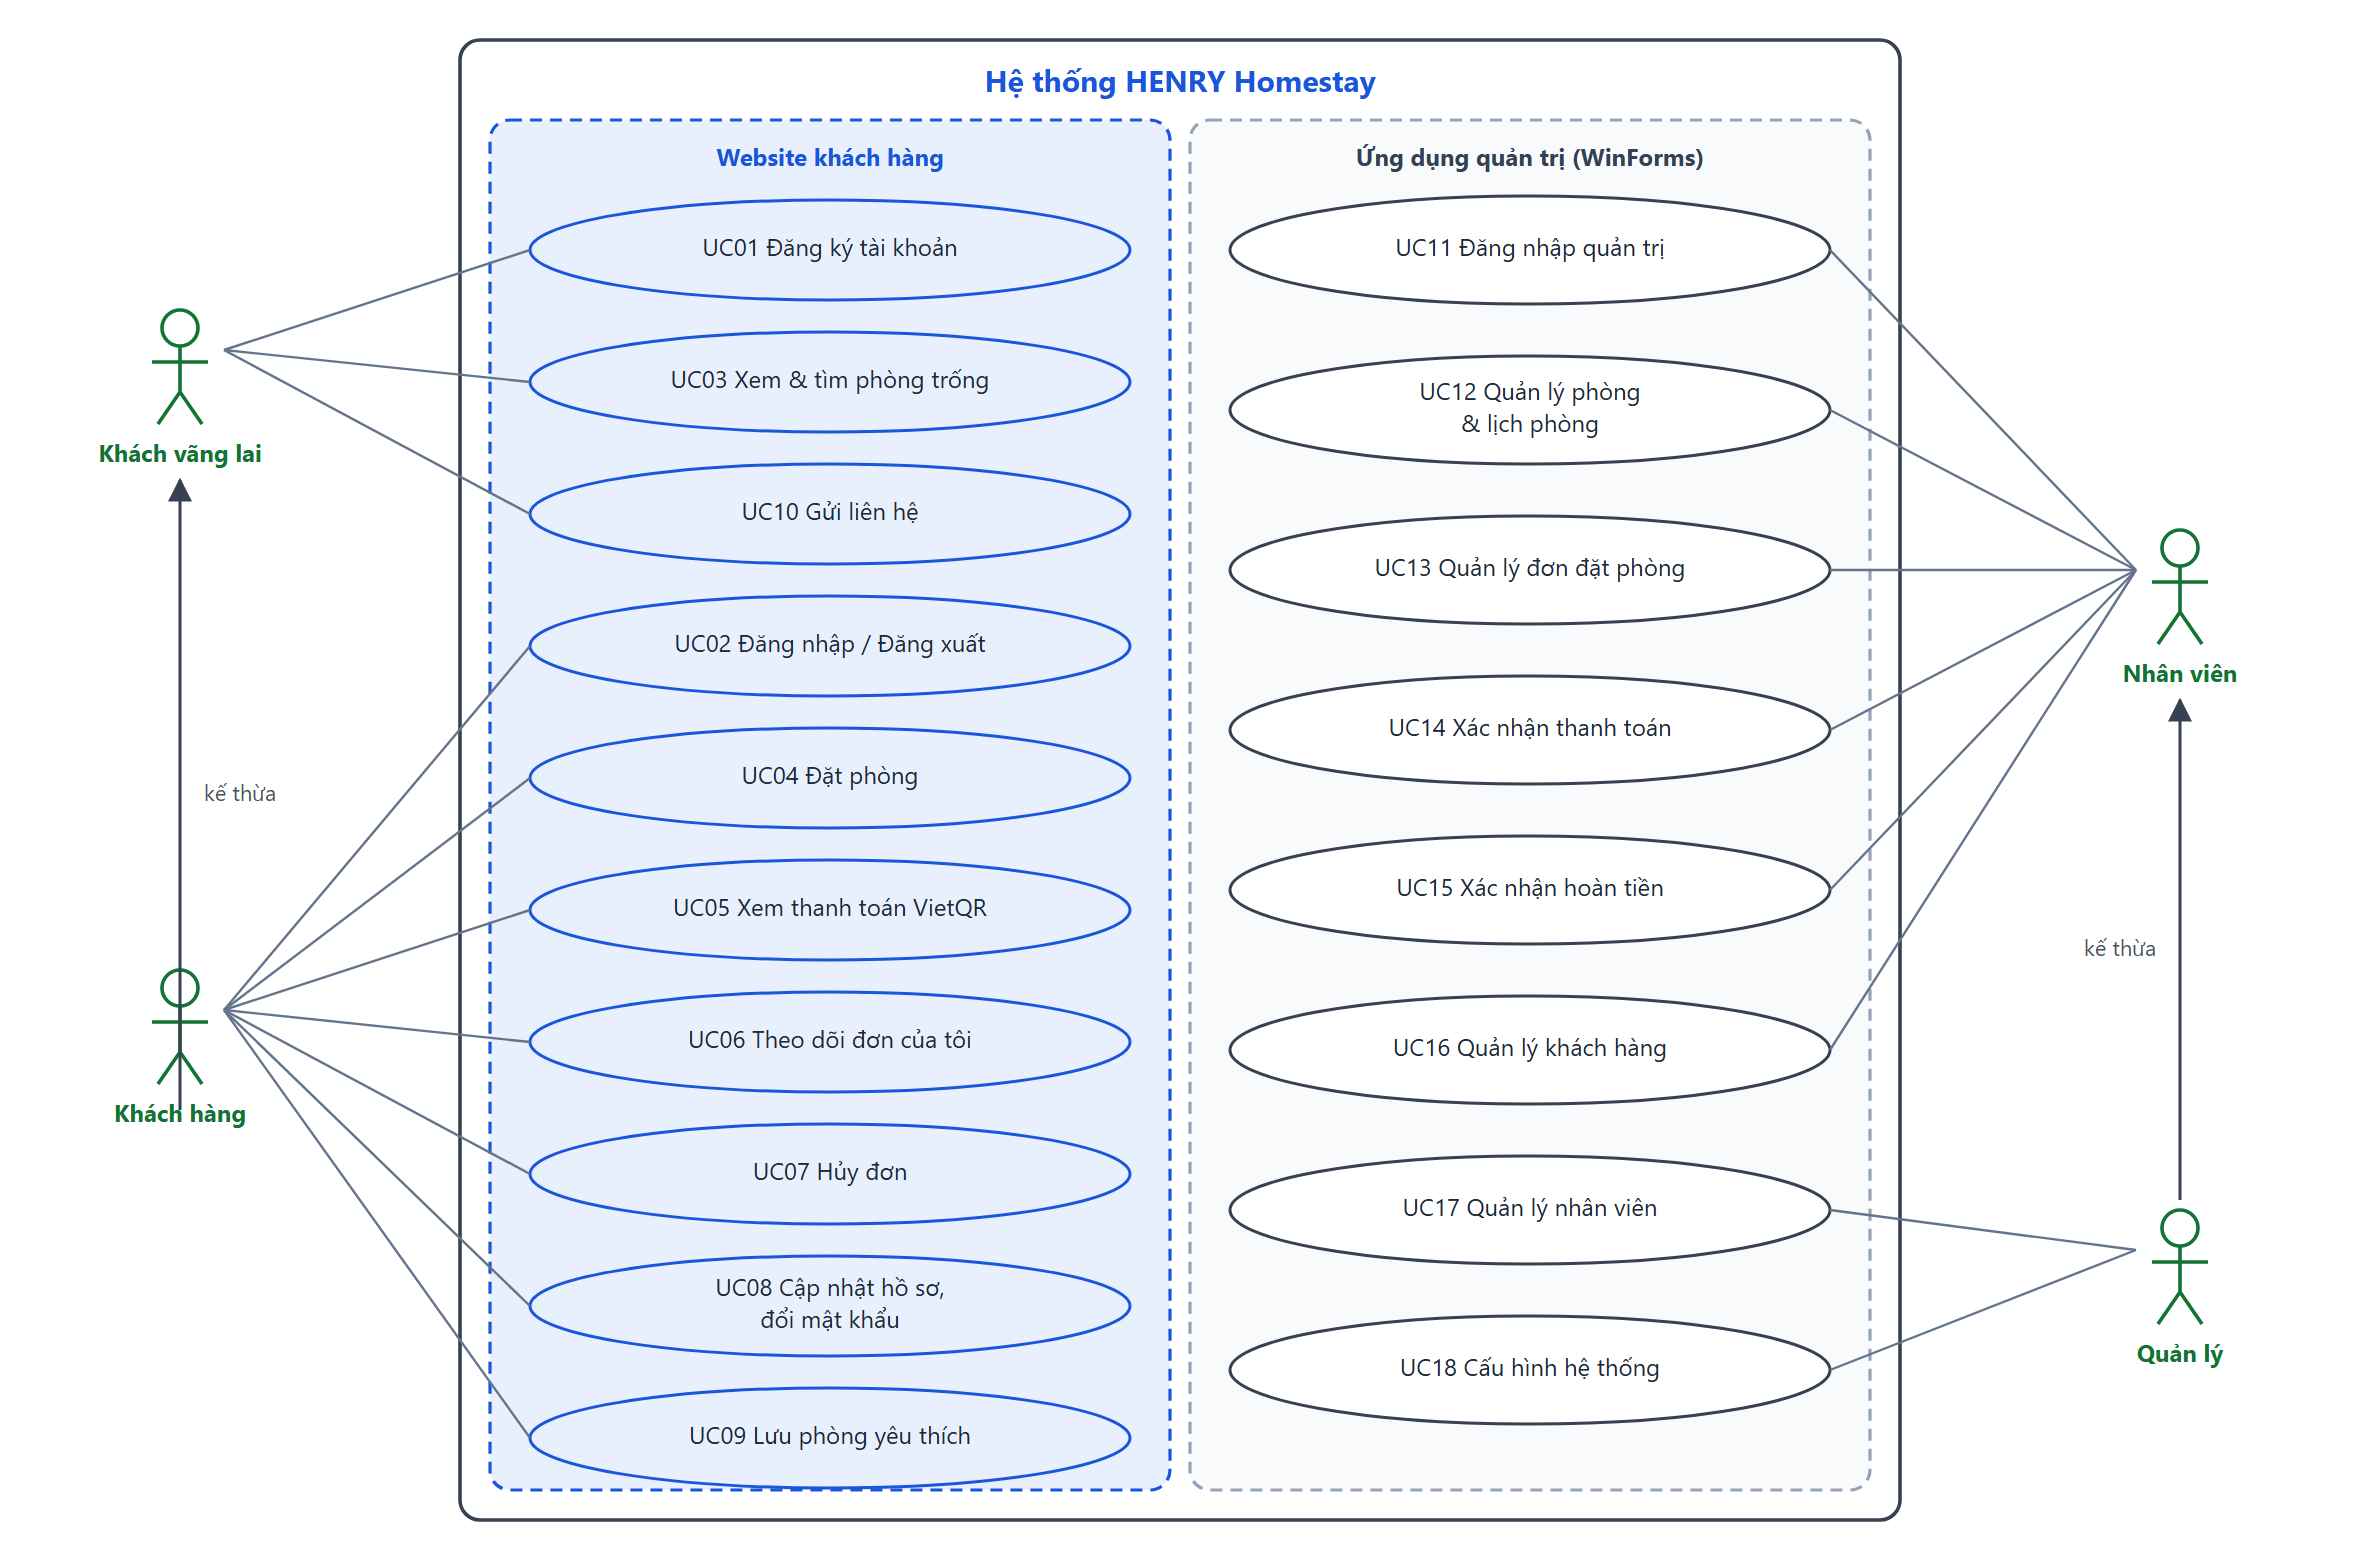 Hệ thống HENRY Homestay
Website khách hàng
UC01 Đăng ký tài khoản
UC03 Xem & tìm phòng trống
UC10 Gửi liên hệ
UC02 Đăng nhập / Đăng xuất
UC04 Đặt phòng
UC05 Xem thanh toán VietQR
UC06 Theo dõi đơn của tôi
UC07 Hủy đơn
UC08 Cập nhật hồ sơ,
đổi mật khẩu
UC09 Lưu phòng yêu thích
Ứng dụng quản trị (WinForms)
UC11 Đăng nhập quản trị
UC12 Quản lý phòng
& lịch phòng
UC13 Quản lý đơn đặt phòng
UC14 Xác nhận thanh toán
UC15 Xác nhận hoàn tiền
UC16 Quản lý khách hàng
UC17 Quản lý nhân viên
UC18 Cấu hình hệ thống
Khách vãng lai
kế thừa
Khách hàng
Nhân viên
kế thừa
Quản lý